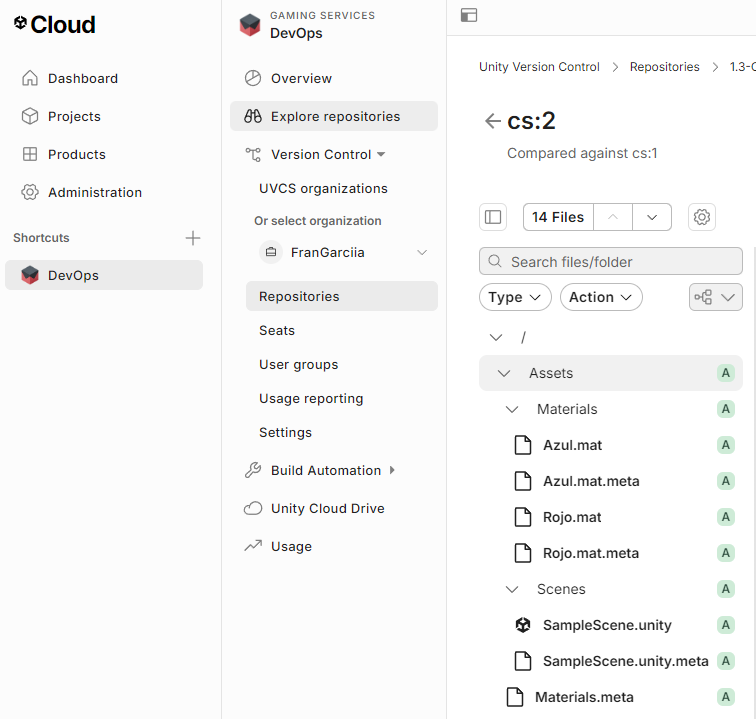 Cloud
Dashboard
Projects
Products
Administration
Shortcuts
DevOps
GAMING SERVICES
DevOps
Overview
Explore repositories
Version Control
UVCS organizations
Or select organization
FranGarciia
Repositories
Seats
User groups
Usage reporting
Settings
Build Automation
Unity Cloud Drive
Usage
Unity Version Control > Repositories >
cs:2
Compared against cs:1
14 Files
Search files/folder
Type Action
/
Assets A
Materials A
Azul.mat A
Azul.mat.meta A
Rojo.mat A
Rojo.mat.meta A
Scenes A
SampleScene.unity A
SampleScene.unity.meta A
Materials.meta A